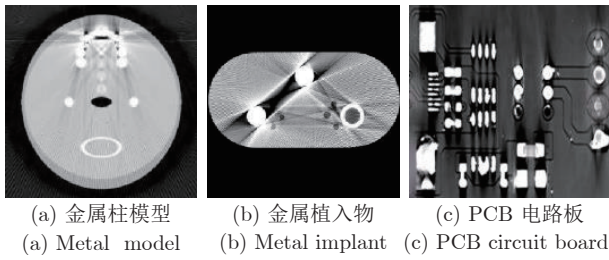 (a) 金属柱模型
(b) 金属植入物
(c) PCB 电路板
(a) Metal model
(b) Metal implant
(c) PCB circuit board